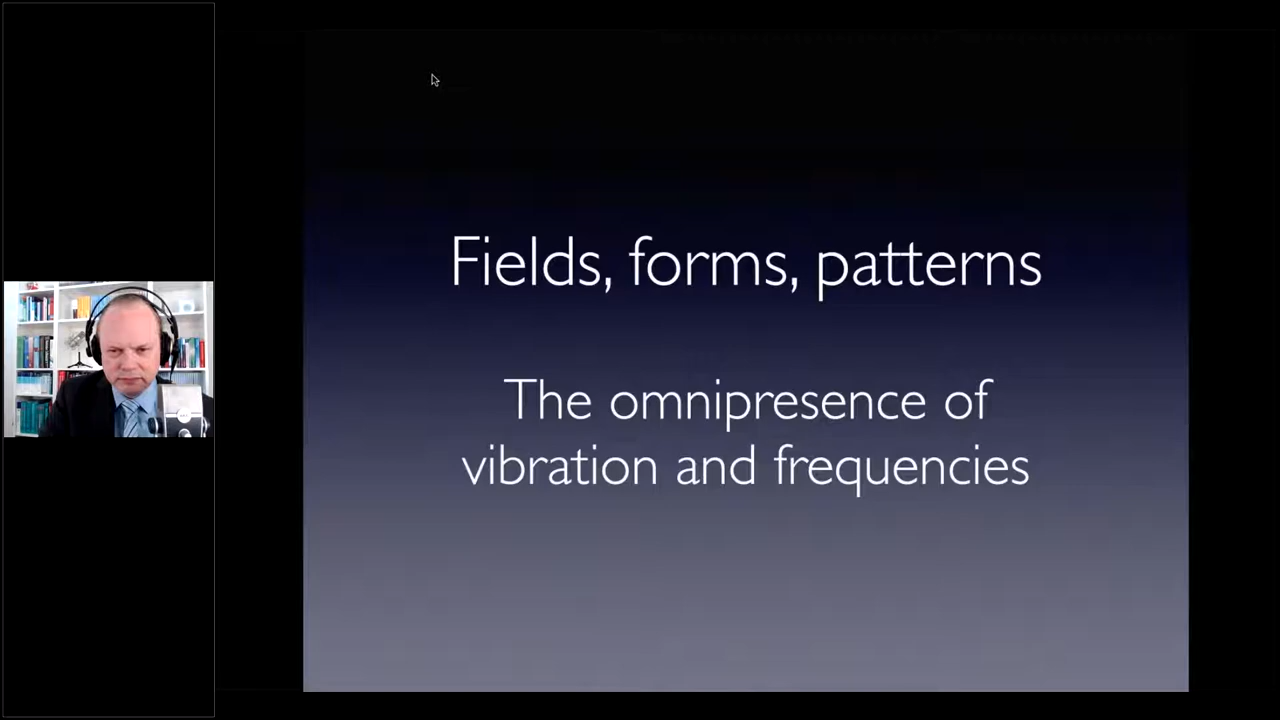 Fields, forms, patterns
The omnipresence of
vibration and frequencies